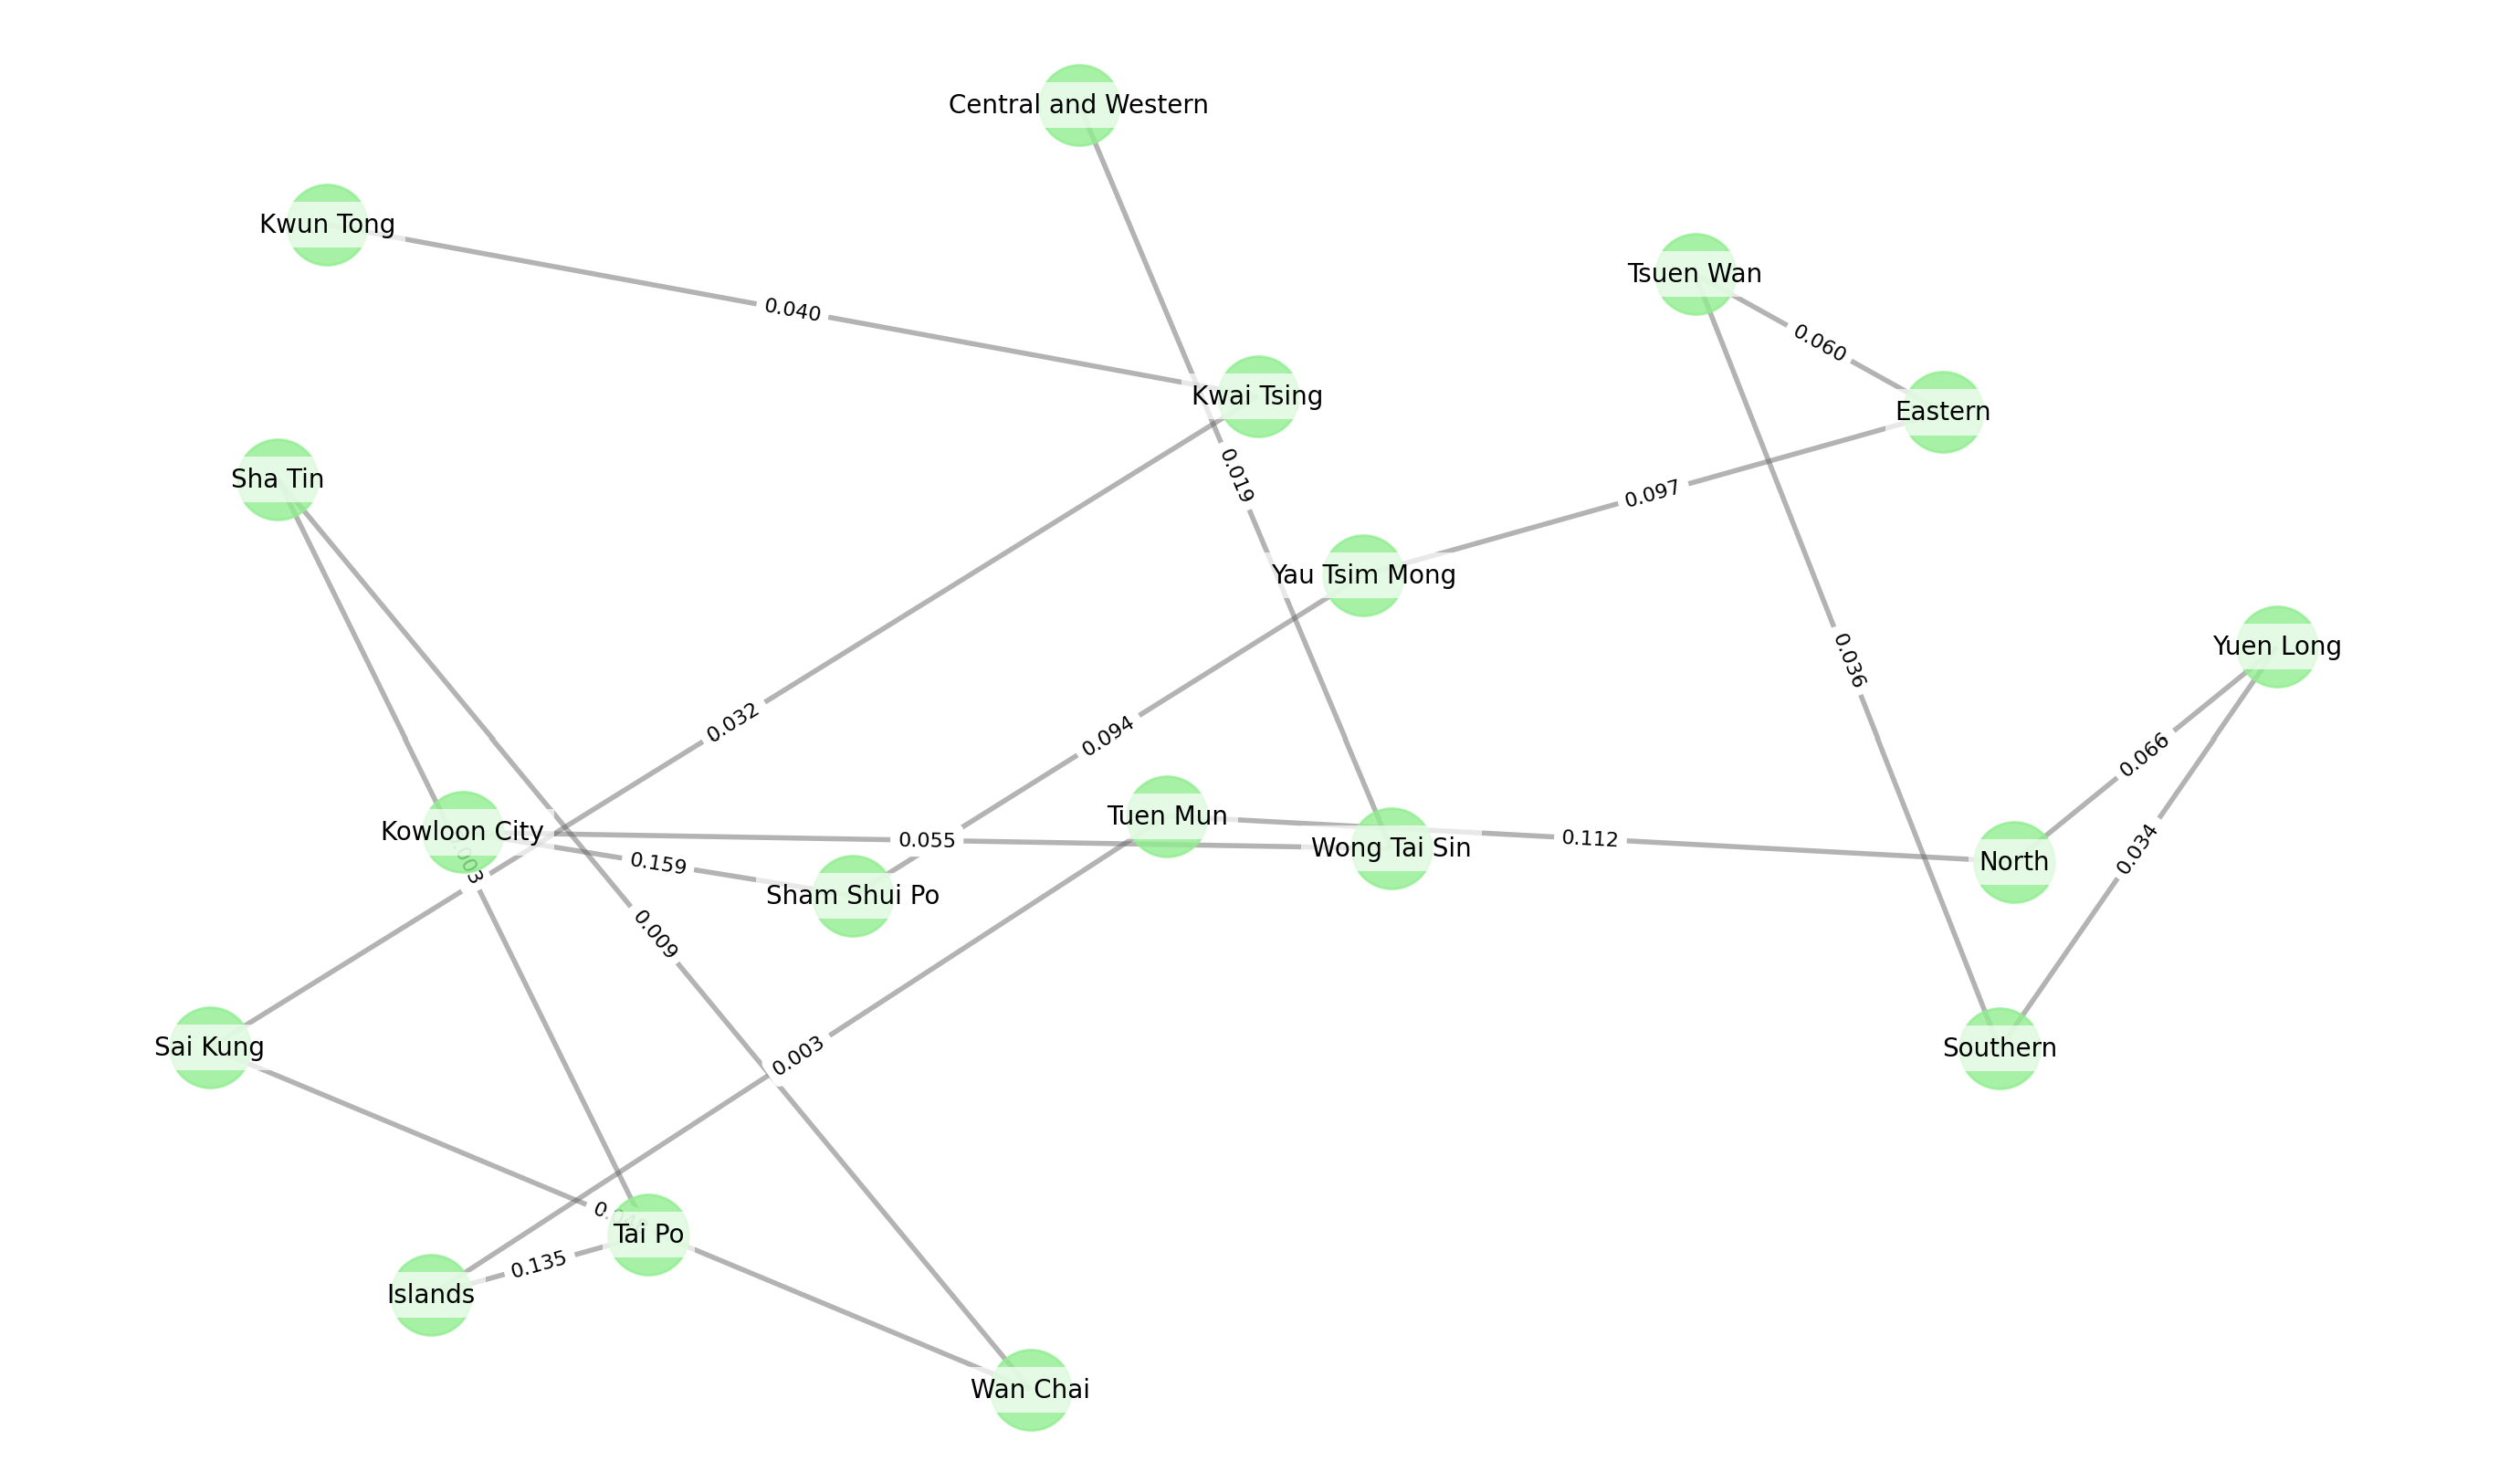 Central and Western
Kwun Tong
Tsuen Wan
0.040
0.060
Kwai Tsing
Eastern
0.019
Sha Tin
0.097
Yau Tsim Mong
Yuen Long
0.036
0.032
0.094
0.066
Tuen Mun
Kowloon City
0.055
0.112
Wong Tai Sin
0.034
0.003
0.159
North
Sham Shui Po
0.009
Sai Kung
0.003
Southern
Tai Po
0.135
Islands
Wan Chai